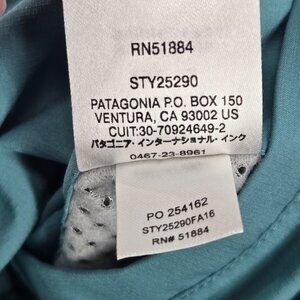 RN51884
STY25290
PATAGONIA P.O. BOX 150
VENTURA, CA 93002 US
CUIT:30-70924649-2
パタゴニア・インターナショナル・インク
0467-23-8961
PO 254162
STY25290FA16
RN# 51884